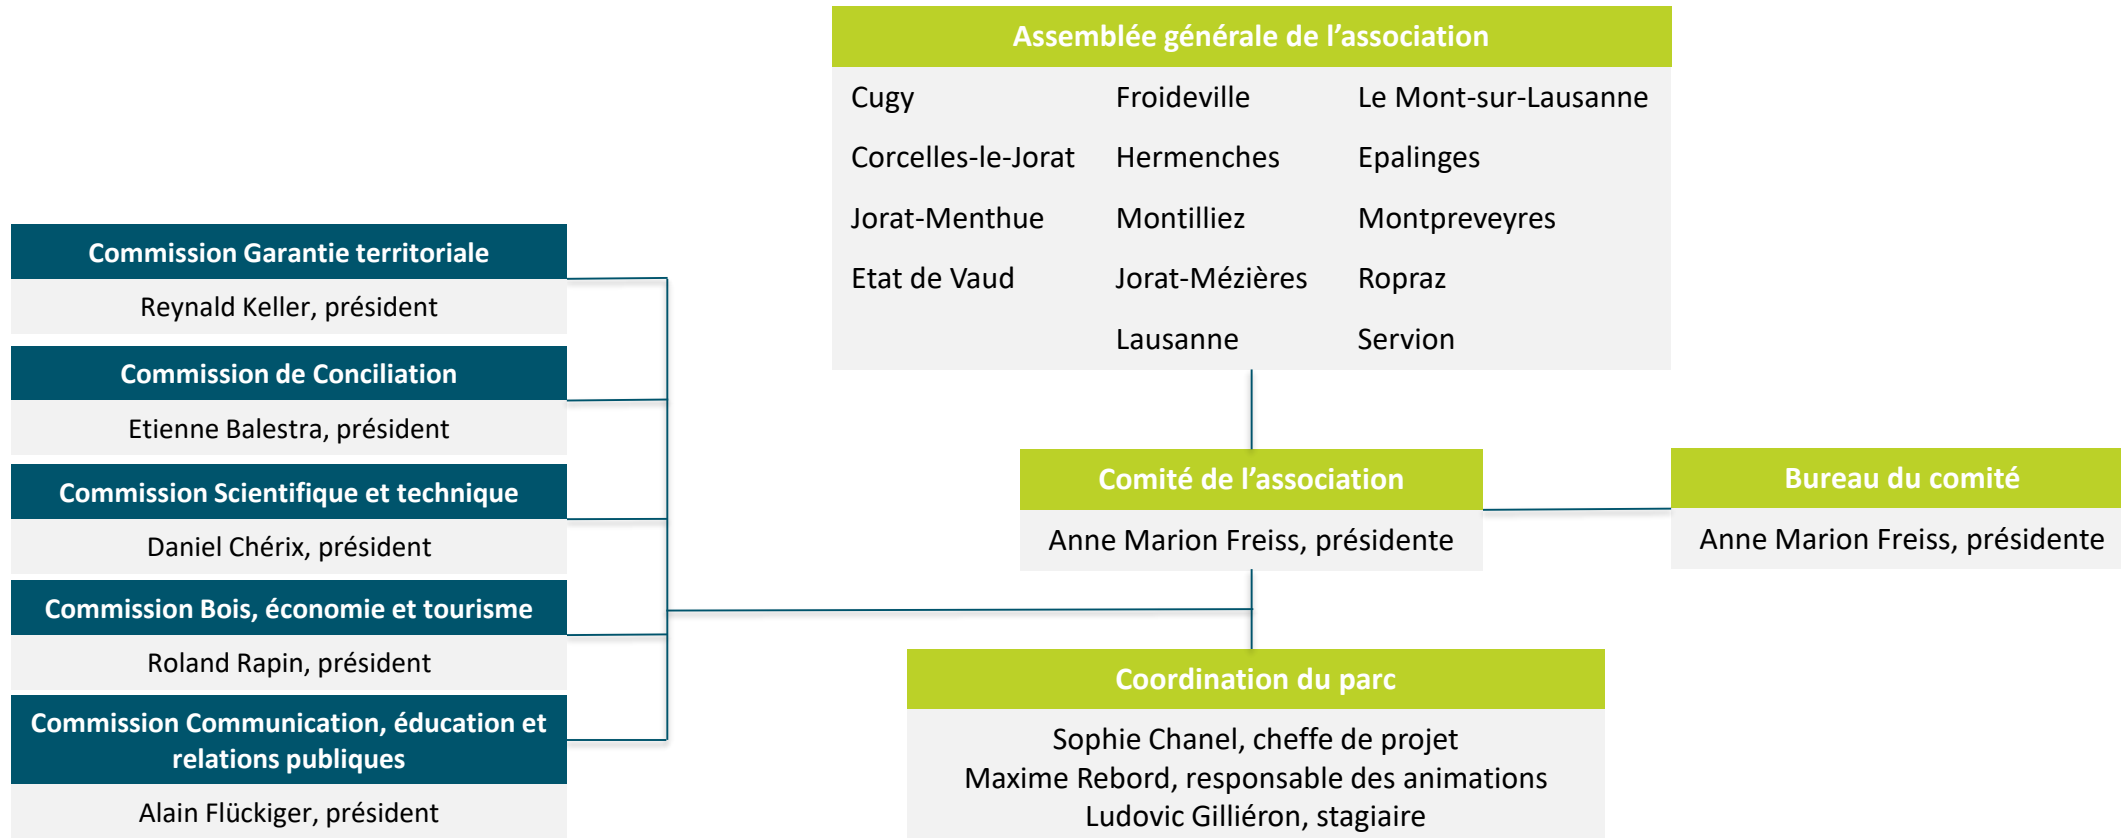 Assemblée générale de l’association
Cugy Froideville Le Mont-sur-Lausanne
Corcelles-le-Jorat Hermenches Epalinges
Jorat-Menthue Montilliez Montpreveyres
Etat de Vaud Jorat-Mézières Ropraz
Lausanne Servion
Commission Garantie territoriale
Reynald Keller, président
Commission de Conciliation
Etienne Balestra, président
Commission Scientifique et technique
Daniel Chérix, président
Commission Bois, économie et tourisme
Roland Rapin, président
Commission Communication, éducation et
relations publiques
Alain Flückiger, président
Comité de l’association
Anne Marion Freiss, présidente
Bureau du comité
Anne Marion Freiss, présidente
Coordination du parc
Sophie Chanel, cheffe de projet
Maxime Rebord, responsable des animations
Ludovic Gilliéron, stagiaire